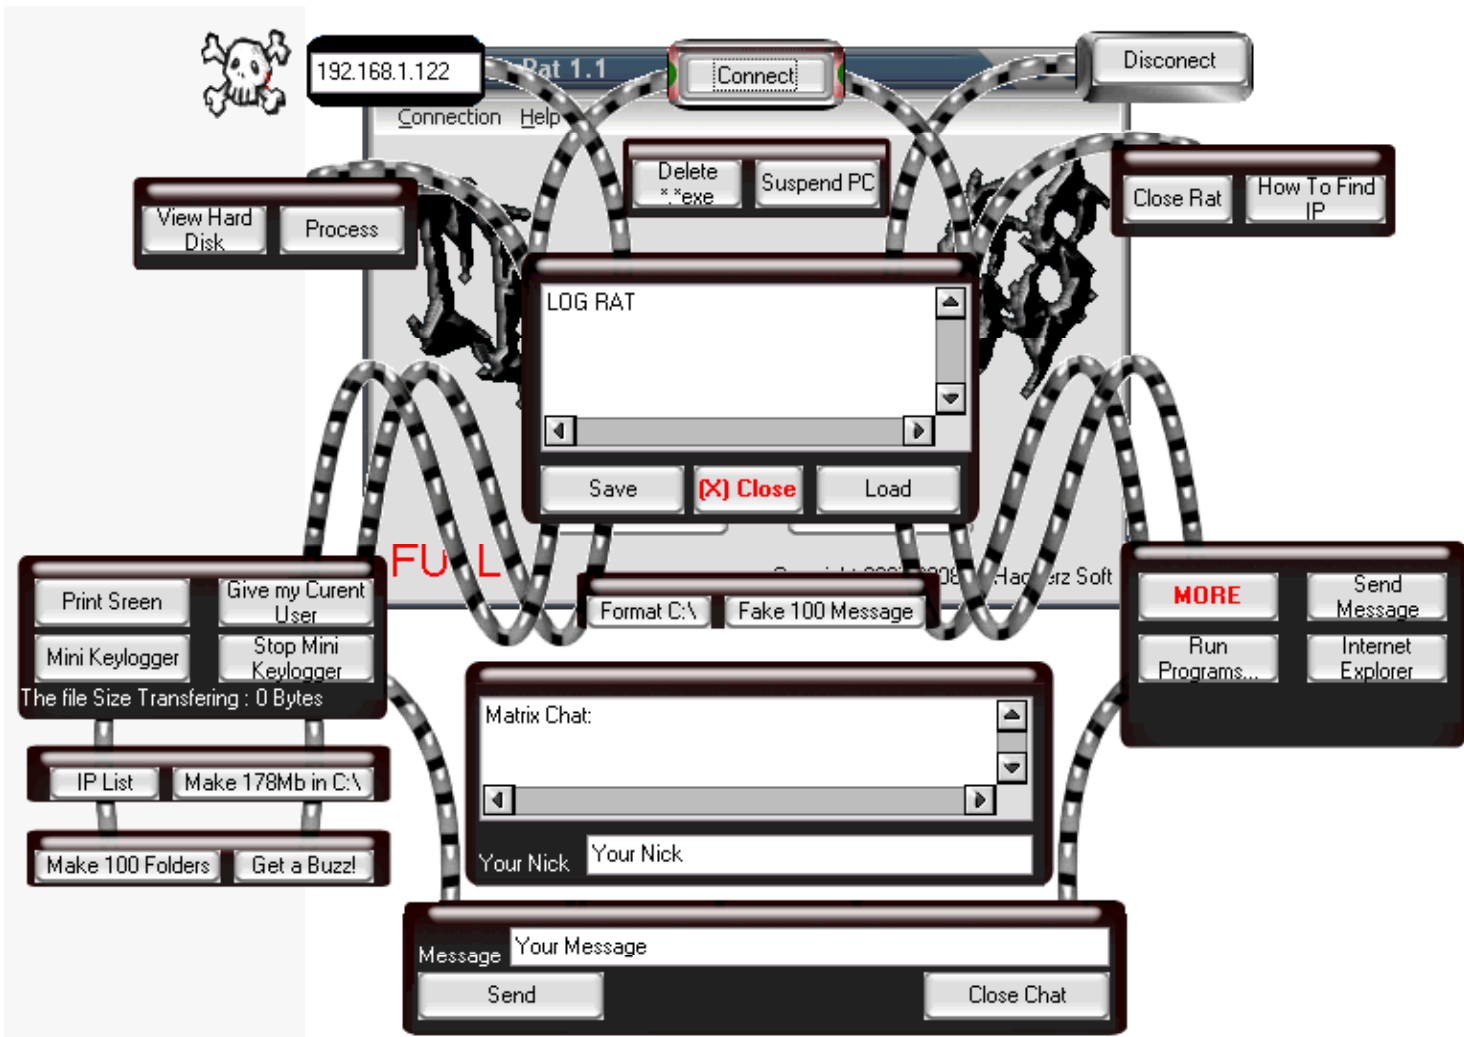 192.168.1.122
Rat 1.1
Connect
Disconect
Connection Help
Delete
*.*exe
Suspend PC
View Hard
Disk
Process
Close Rat
How To Find
IP
LOG RAT
Save
(X) Close
Load
FU L
Hackerz Soft
Print Sreen
Give my Curent
User
Mini Keylogger
Stop Mini
Keylogger
The file Size Transfering : 0 Bytes
Format C:\
Fake 100 Message
MORE
Send
Message
Run
Programs...
Internet
Explorer
IP List
Make 178Mb in C:\
Make 100 Folders
Get a Buzz!
Matrix Chat:
Your Nick
Your Nick
Message
Your Message
Send
Close Chat